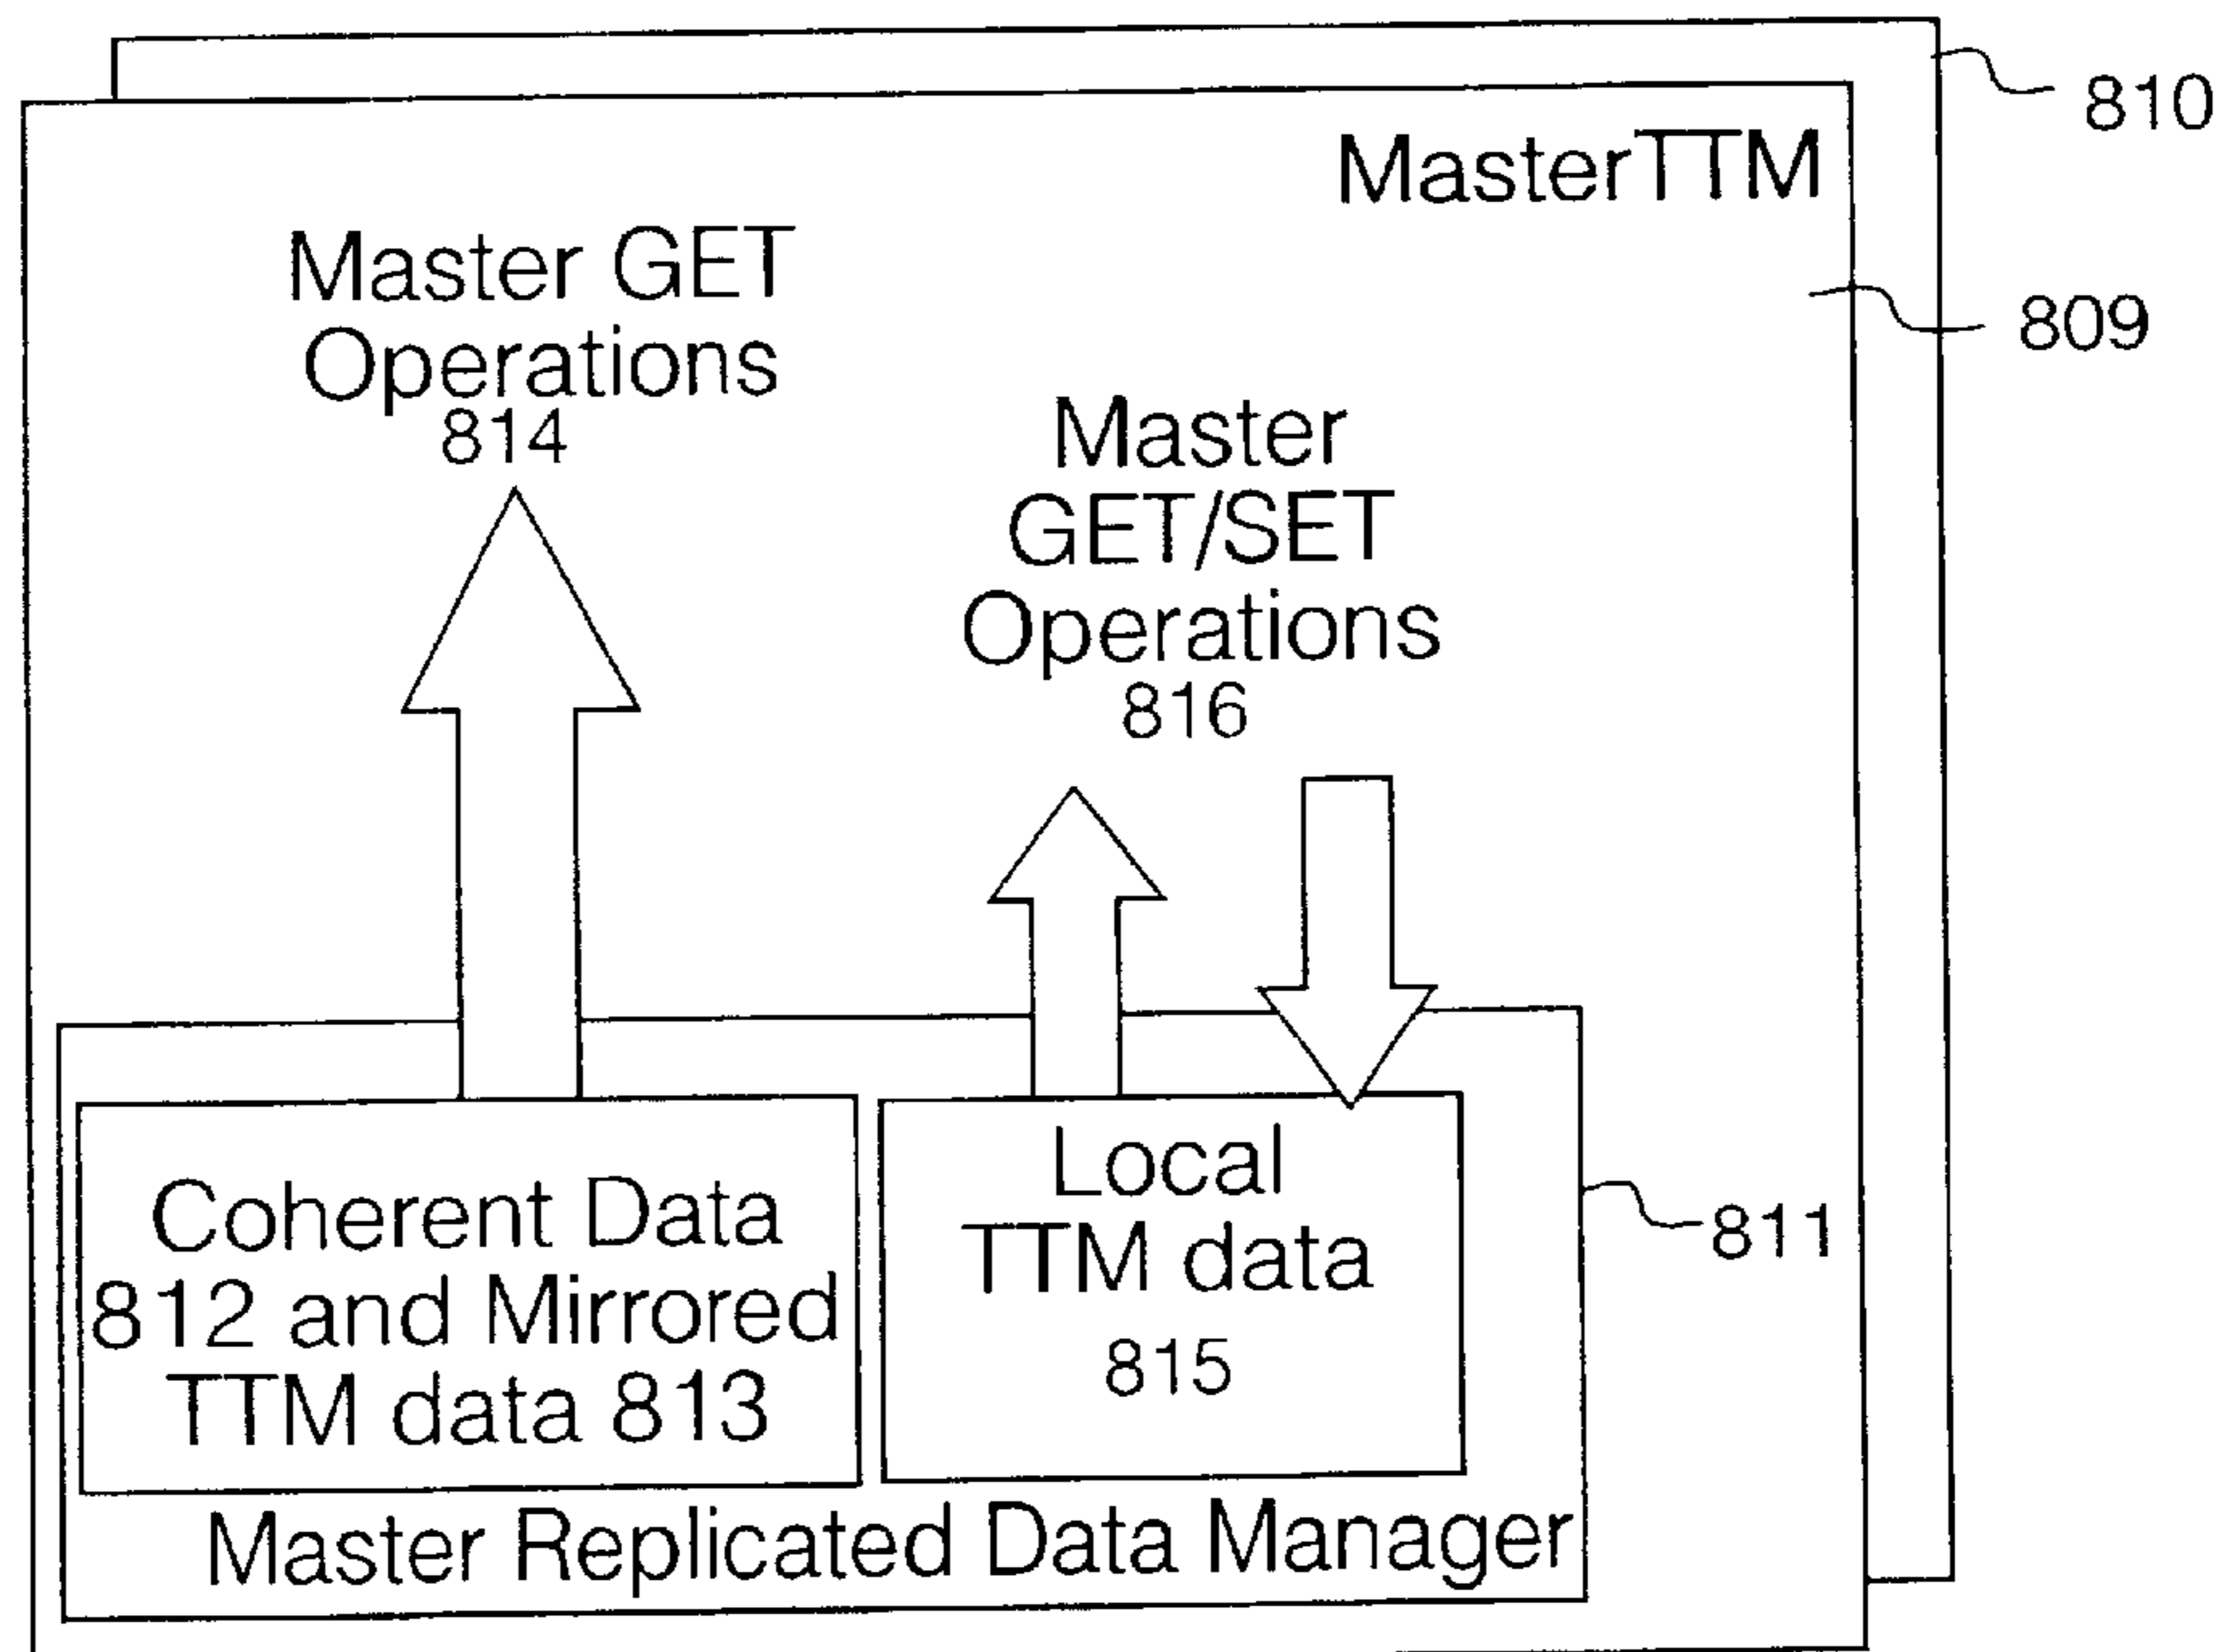 810
MasterTTM
809
Master GET
Operations
814
Master
GET/SET
Operations
816
Coherent Data
812 and Mirrored
TTM data 813
Local
TTM data
815
811
Master Replicated Data Manager